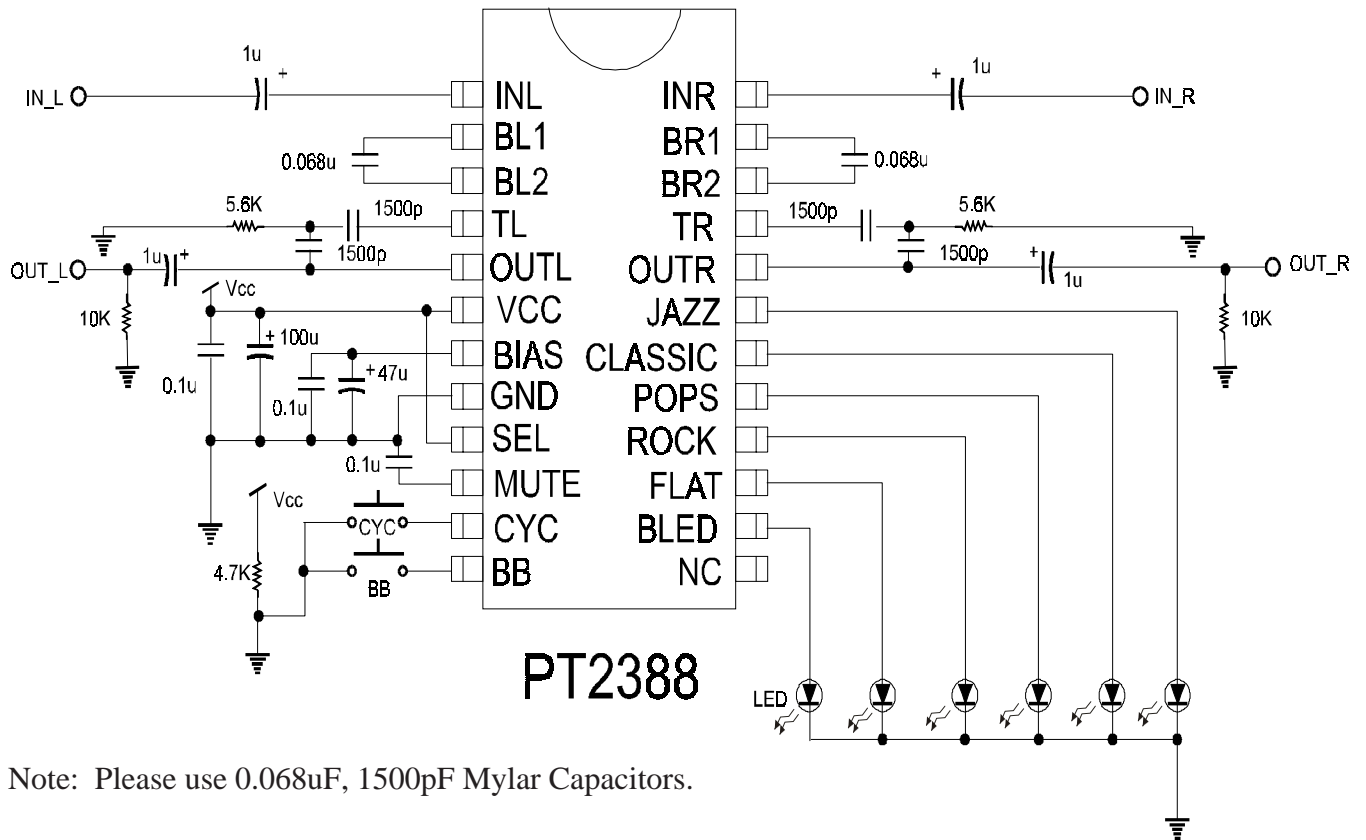 1u
1u
IN_L
INL
INR
IN_R
BL1
BR1
0.068u
0.068u
BL2
BR2
5.6K
1500p
TL
TR
1500p
5.6K
1u
1500p
1500p
OUT_L
OUTL
OUTR
1u
OUT_R
Vcc
VCC
JAZZ
10K
10K
100u
BIAS
CLASSIC
47u
0.1u
0.1u
GND
POPS
SEL
ROCK
0.1u
MUTE
FLAT
Vcc
CYC
CYC
BLED
4.7K
BB
BB
NC
PT2388
LED
Note: Please use 0.068uF, 1500pF Mylar Capacitors.